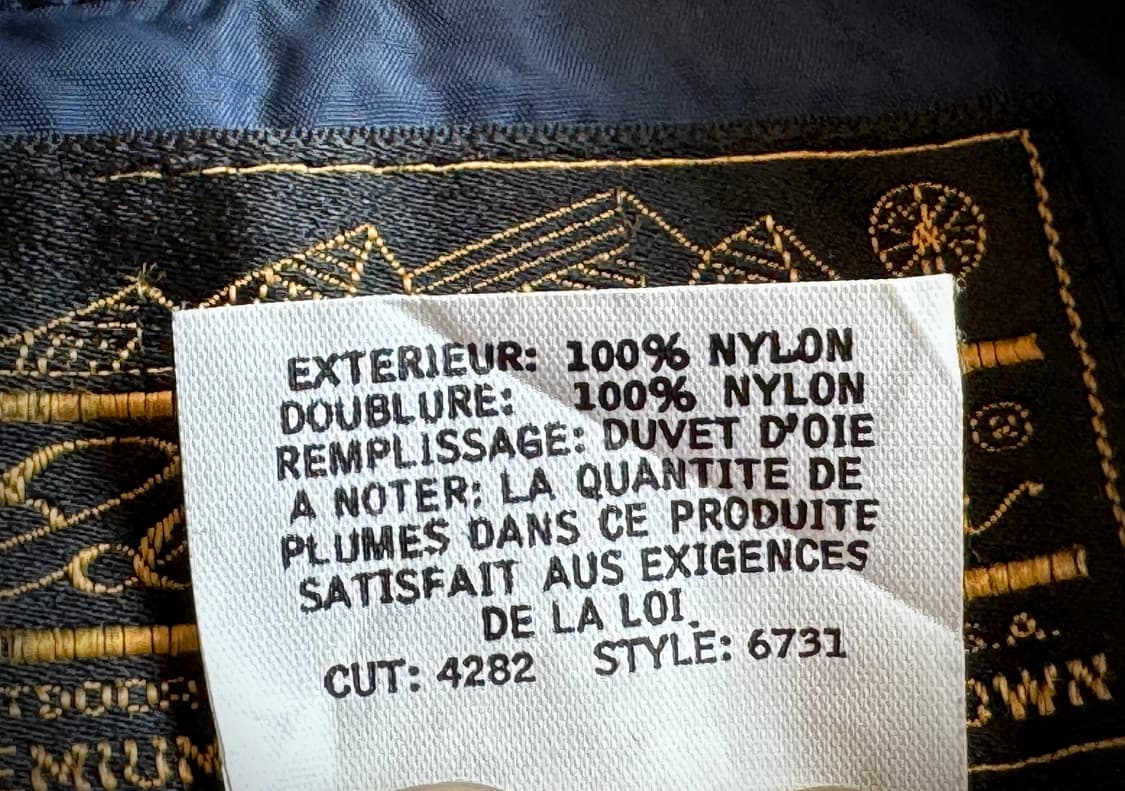 EXTERIEUR: 100% NYLON
DOUBLURE: 100% NYLON
REMPLISSAGE: DUVET D'OIE
A NOTER: LA QUANTITE DE
PLUMES DANS CE PRODUITE
SATISFAIT AUS EXIGENCES
DE LA LOI.
CUT: 4282 STYLE: 6731
®